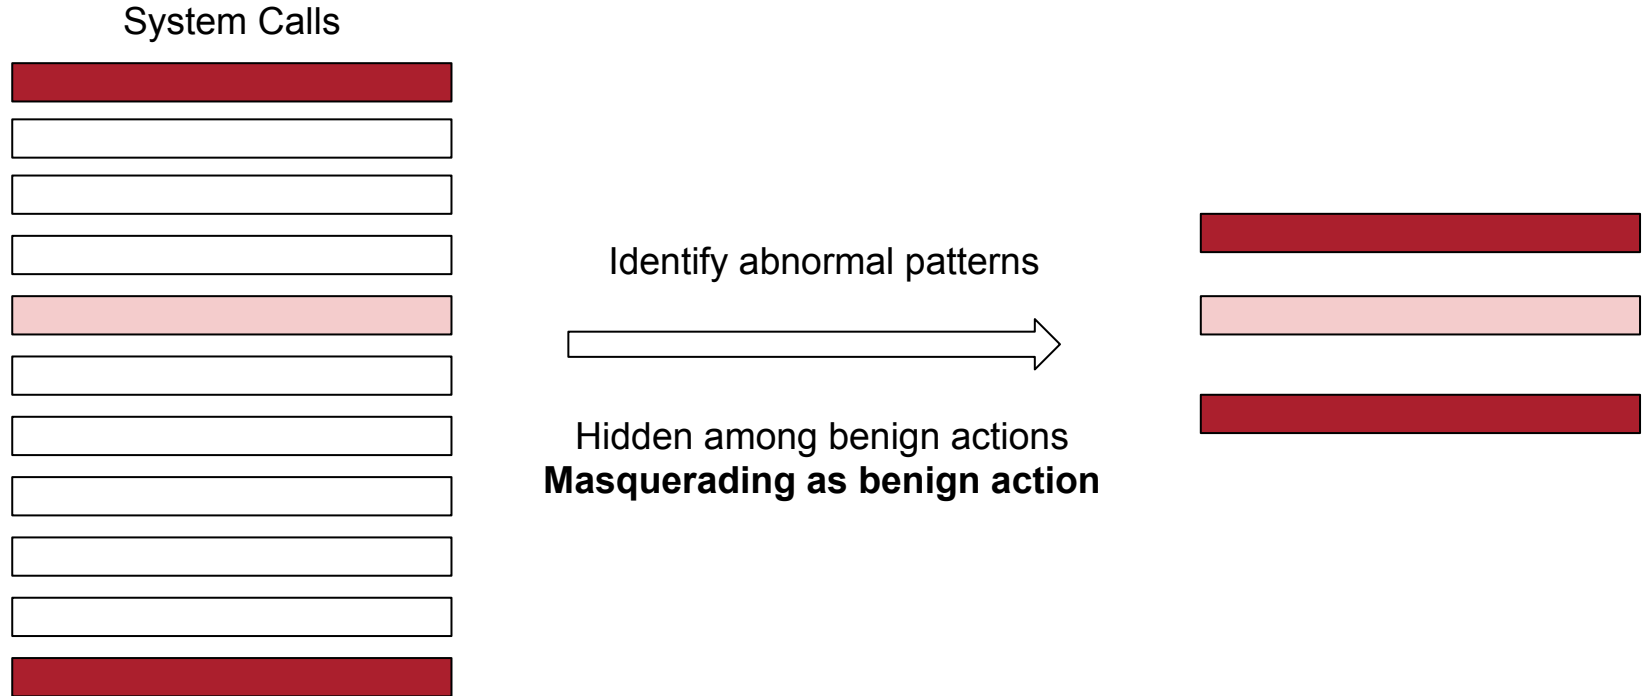 System Calls
Identify abnormal patterns
Hidden among benign actions
Masquerading as benign action